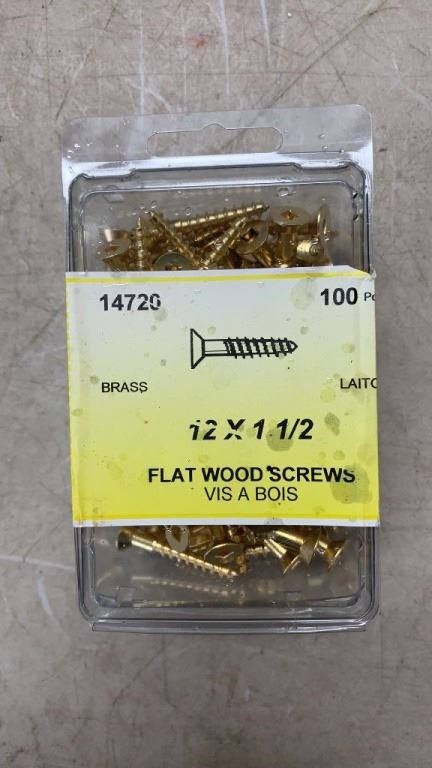 14720 100 Pc
BRASS LAITO
12 X 1 1/2
FLAT WOOD SCREWS
VIS A BOIS